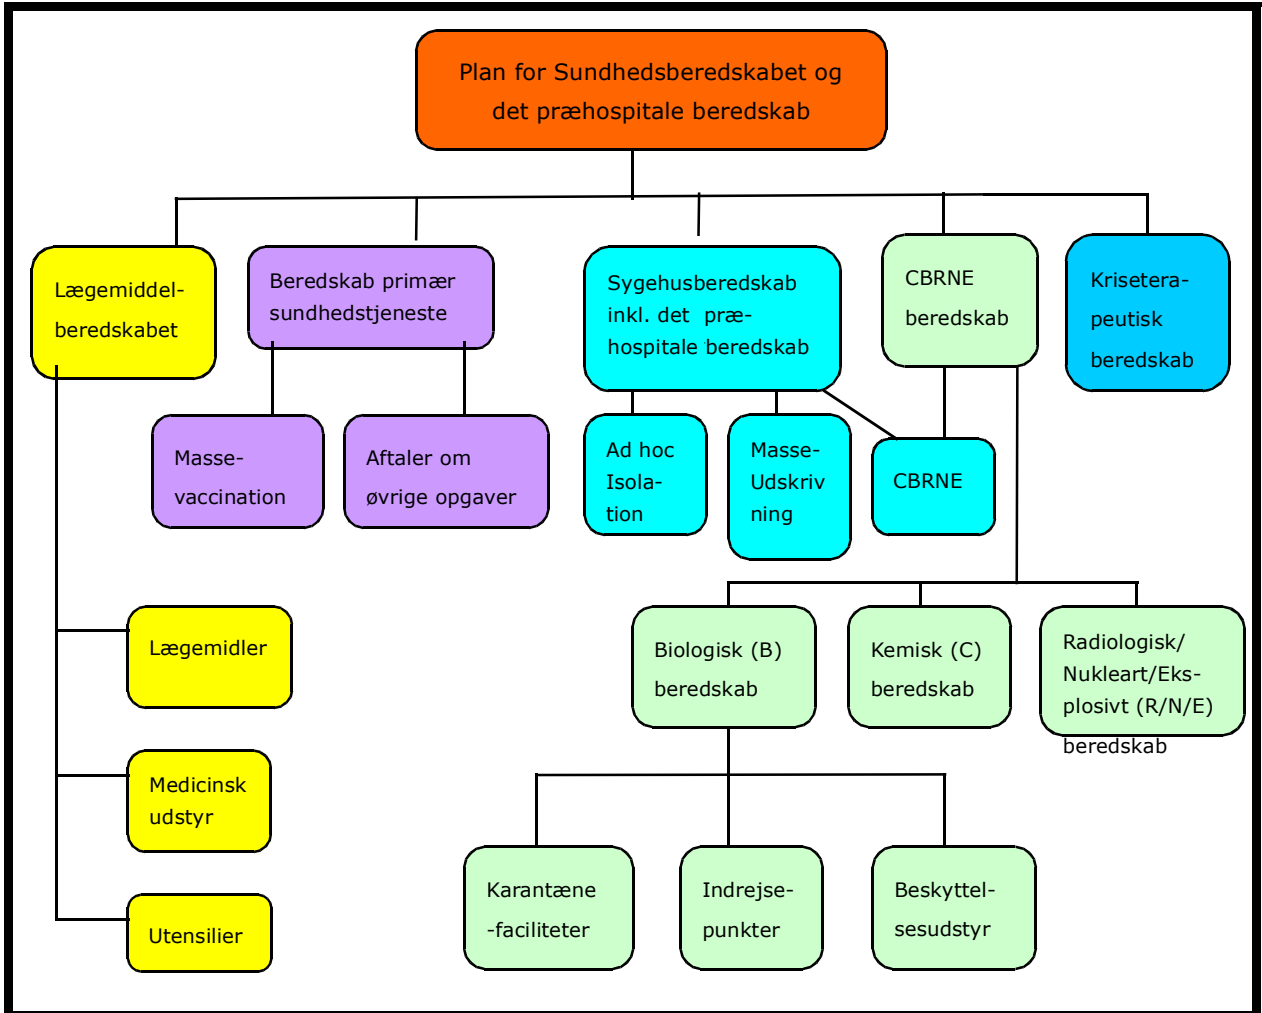 Plan for Sundhedsberedskabet og
det præhospitale beredskab
Lægemiddel-
beredskabet
Beredskab primær
sundhedstjeneste
Sygehusberedskab
inkl. det præ-
hospitale beredskab
CBRNE
beredskab
Krisetera-
peutisk
beredskab
Masse-
vaccination
Aftaler om
øvrige opgaver
Ad hoc
Isola-
tion
Masse-
Udskriv
ning
CBRNE
Lægemidler
Medicinsk
udstyr
Utensilier
Biologisk (B)
beredskab
Kemisk (C)
beredskab
Radiologisk/
Nukleart/Eks-
plosivt (R/N/E)
beredskab
Karantæne
-faciliteter
Indrejse-
punkter
Beskyttel-
sesudstyr